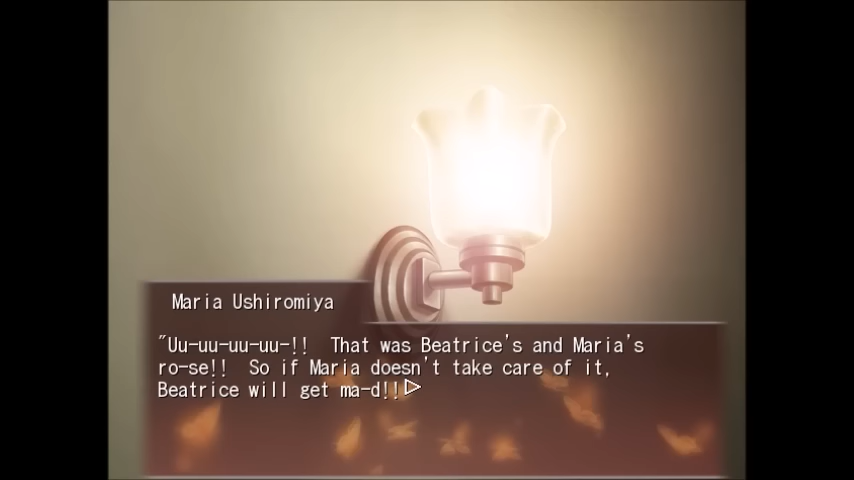 Maria Ushiromiya
"Uu-uu-uu-uu-!!  That was Beatrice's and Maria's
ro-se!!  So if Maria doesn't take care of it,
Beatrice will get ma-d!!